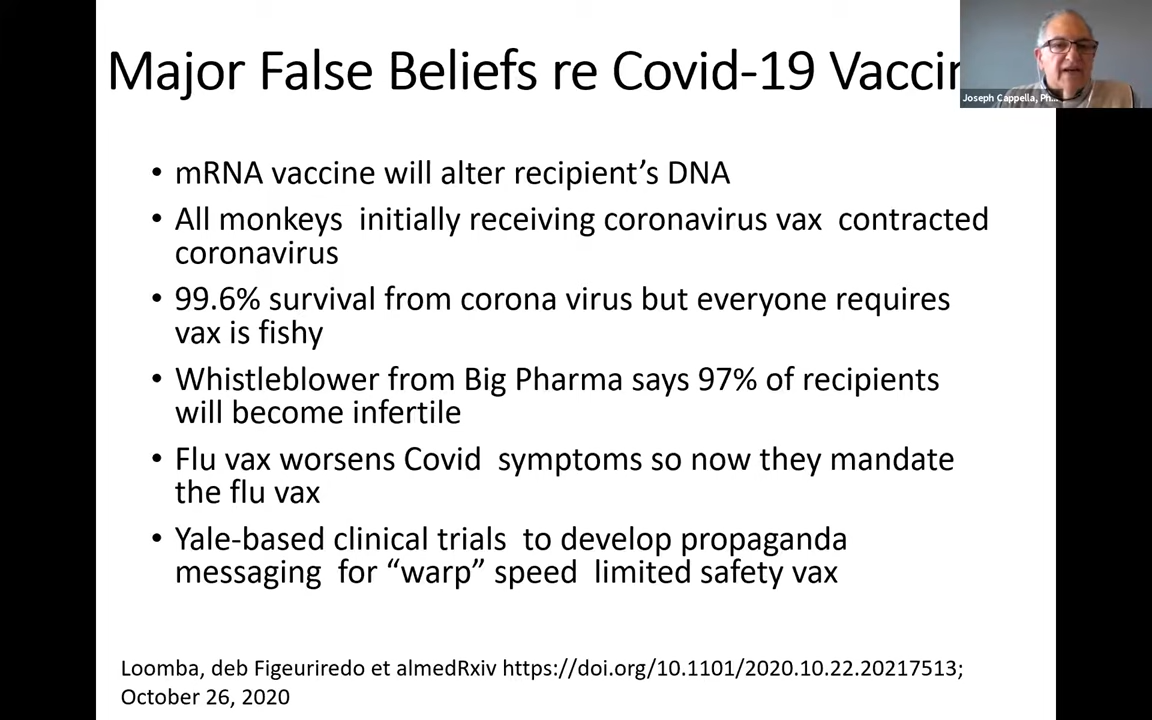 Major False Beliefs re Covid-19 Vaccin
Joseph Cappella, Ph...
• mRNA vaccine will alter recipient’s DNA
• All monkeys initially receiving coronavirus vax contracted
coronavirus
• 99.6% survival from corona virus but everyone requires
vax is fishy
• Whistleblower from Big Pharma says 97% of recipients
will become infertile
• Flu vax worsens Covid symptoms so now they mandate
the flu vax
• Yale-based clinical trials to develop propaganda
messaging for “warp” speed limited safety vax
Loomba, deb Figeuriredo et almedRxiv https://doi.org/10.1101/2020.10.22.20217513;
October 26, 2020